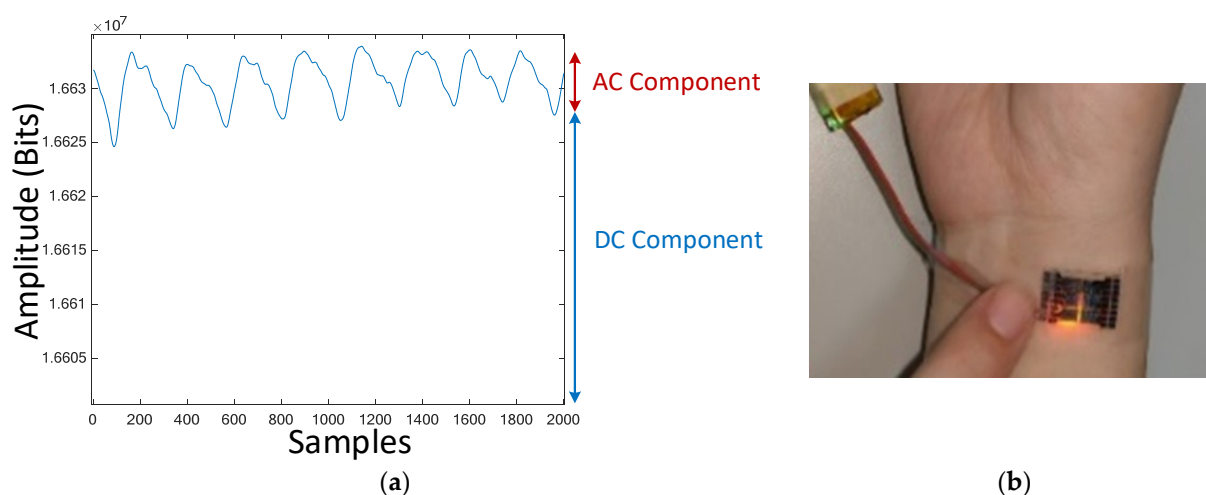 ×10⁷
1.663
1.6625
1.662
1.6615
1.661
1.6605
Amplitude (Bits)
0 200 400 600 800 1000 1200 1400 1600 1800 2000
Samples
AC Component
DC Component
(a) (b)